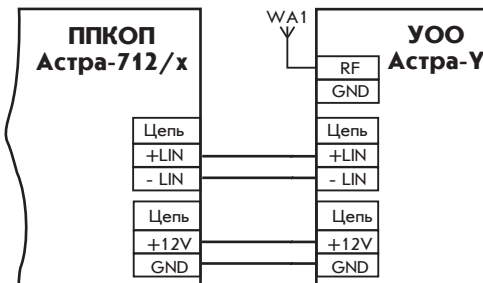 ППКОП
Астра-712/х
Цепь
+LIN
- LIN
Цепь
+12V
GND
WA1
УОО
Астра-Y
RF
GND
Цепь
+LIN
- LIN
Цепь
+12V
GND